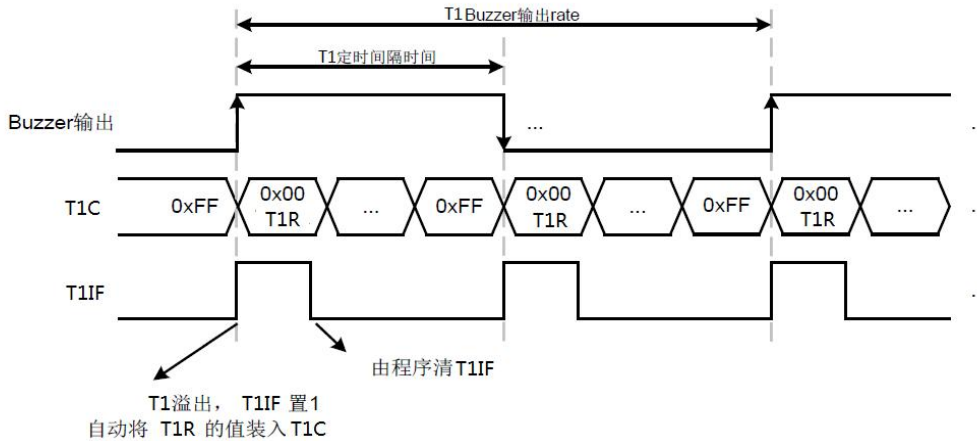 T1Buzzer输出rate
T1定时间隔时间
Buzzer输出
...
.
T1C
0xFF
0x00
T1R
...
0xFF
0x00
T1R
...
0xFF
0x00
T1R
...
.
T1IF
.
由程序清T1IF
T1溢出， T1IF 置1
自动将 T1R 的值装入T1C